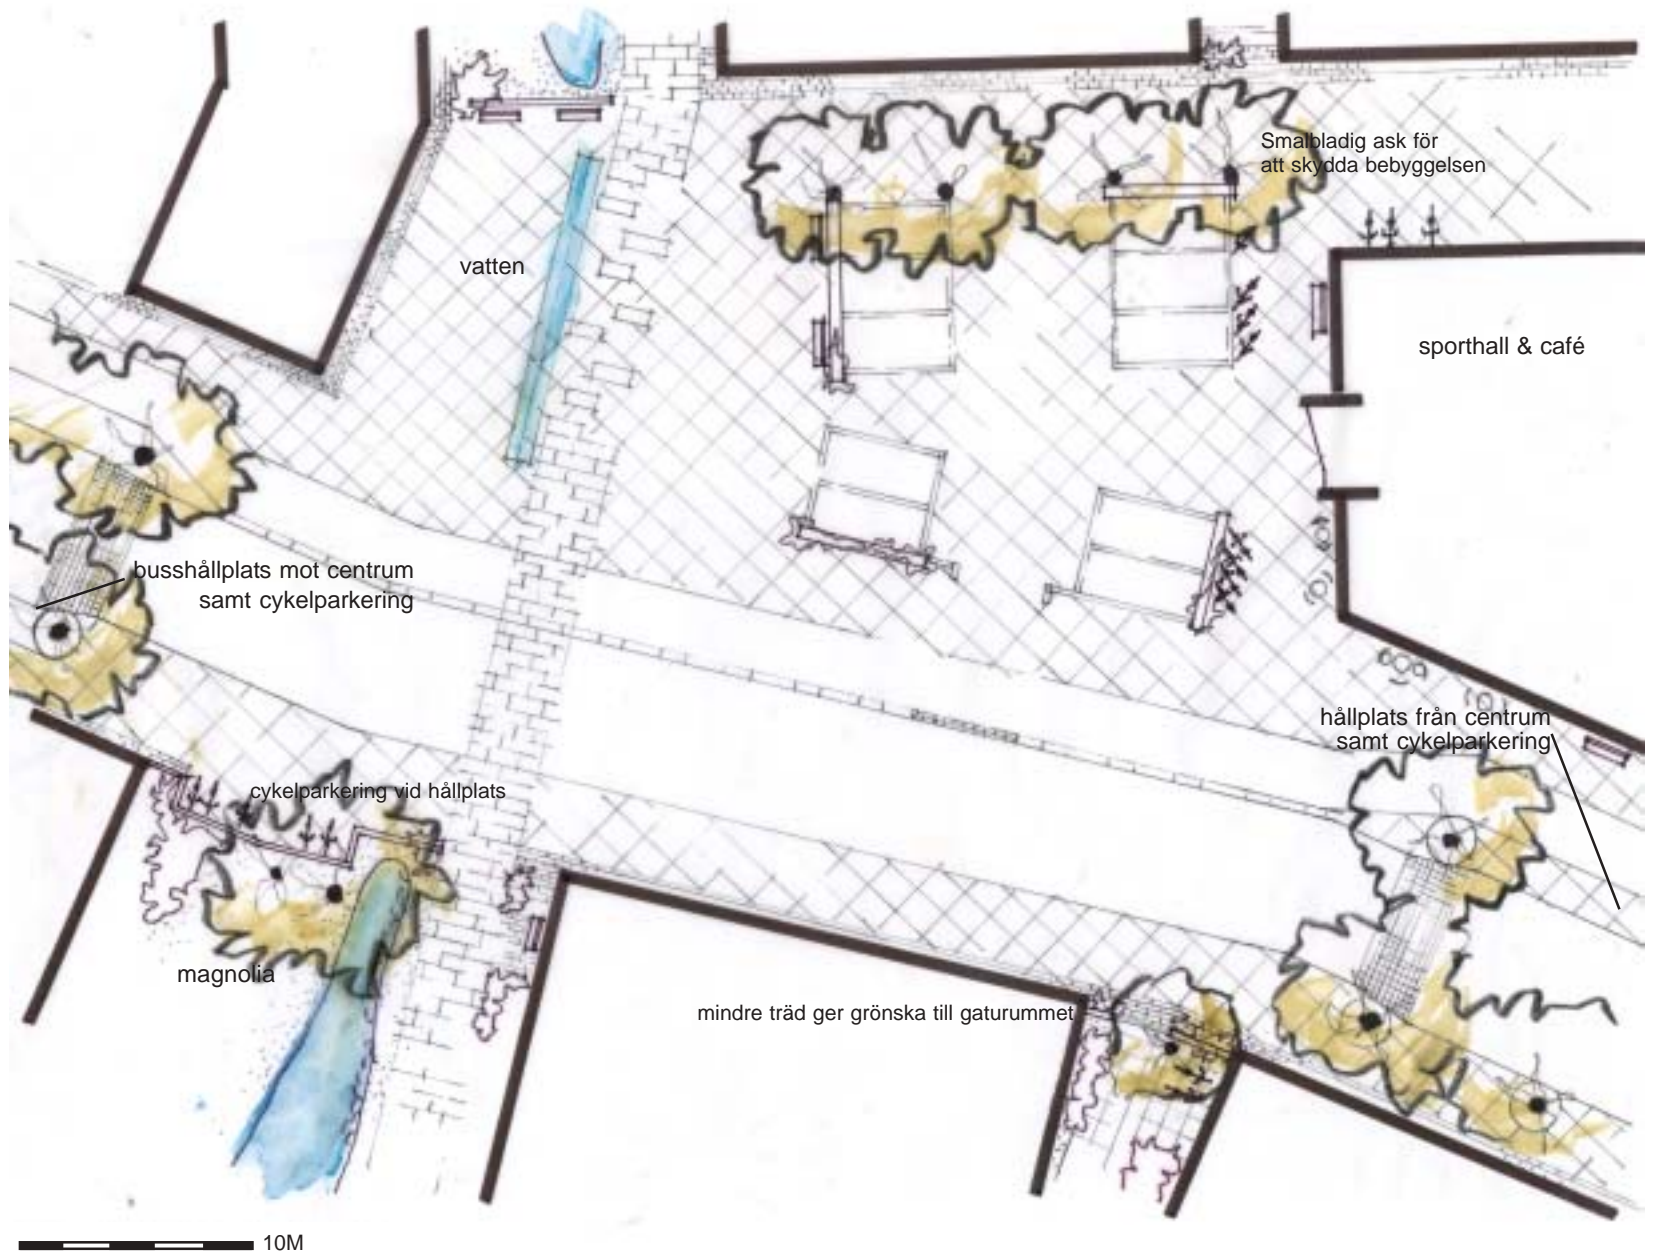 Smalbladig ask för
att skydda bebyggelsen
vatten
sporthall & café
busshållplats mot centrum
samt cykelparkering
hållplats från centrum
samt cykelparkering
cykelparkering vid hållplats
magnolia
mindre träd ger grönska till gaturummet
10M